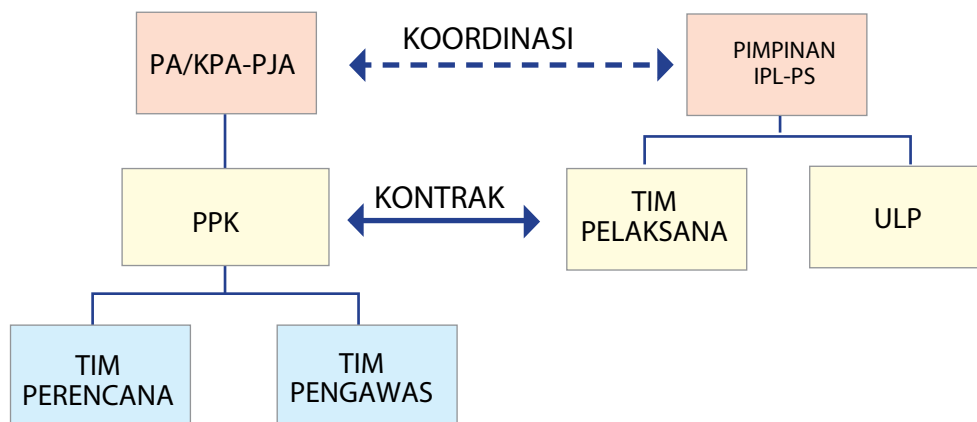 KOORDINASI
PA/KPA-PJA
PIMPINAN
IPL-PS
KONTRAK
PPK
TIM
PELAKSANA
ULP
TIM
PERENCANA
TIM
PENGAWAS